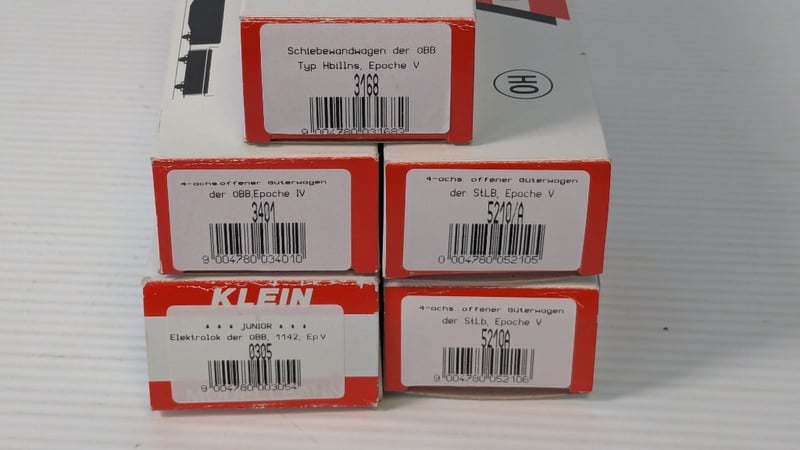 HO
Schiebewandwagen der ÖBB
Typ Hbillns, Epoche V
3168
9 004780 031683
4-achs.offener Güterwagen
der ÖBB,Epoche IV
3401
9 004780 034010
4-achs. offener Güterwagen
der StLB, Epoche V
5210/A
0 004780 052105
KLEIN
* * * JUNIOR * * *
Elektrolok der ÖBB, 1142, Ep.V
0305
9 004780 003054
4-achs. offener Güterwagen
der StLb, Epoche V
5210A
9 004780 052106